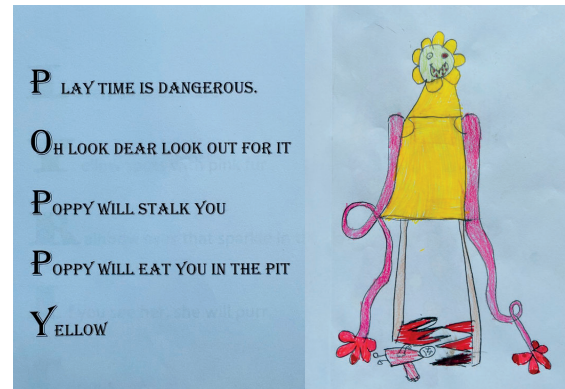 PLAY TIME IS DANGEROUS.
OH LOOK DEAR LOOK OUT FOR IT
POPPY WILL STALK YOU
POPPY WILL EAT YOU IN THE PIT
YELLOW